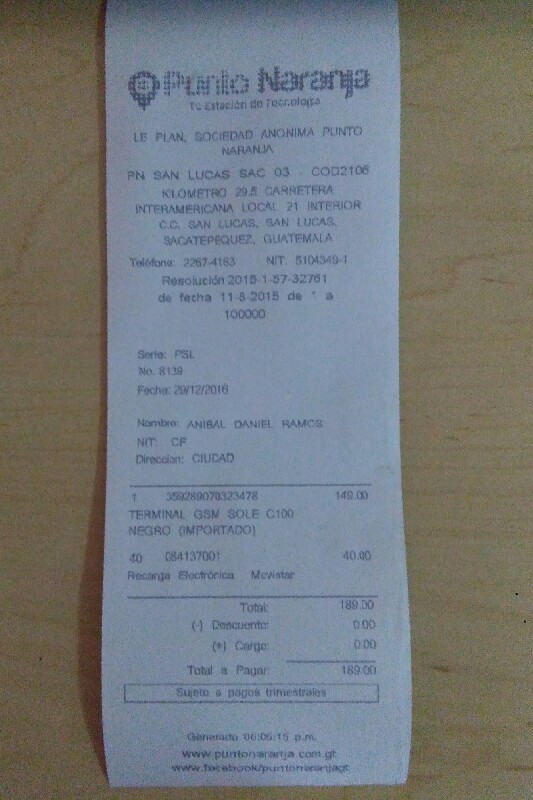 Punto Naranja
Tu Estación de Tecnología
LE PLAN, SOCIEDAD ANONIMA PUNTO
NARANJA
PN SAN LUCAS SAC 03 - COD2106
KILOMETRO 29.5 CARRETERA
INTERAMERICANA LOCAL 21 INTERIOR
C.C. SAN LUCAS, SAN LUCAS,
SACATEPEQUEZ, GUATEMALA
Teléfono: 2267-4163 NIT. 5104349-1
Resolución 2015-1-57-32761
de fecha 11-8-2015 de 1 a
100000
Serie: PSL
No. 8139
Fecha: 29/12/2016
Nombre: ANIBAL DANIEL RAMOS
NIT: CF
Direccion: CIUDAD
1 359289070323478 149.00
TERMINAL GSM SOLE C100
NEGRO (IMPORTADO)
40 084137001 40.00
Recarga Electrónica Movistar
Total: 189.00
(-) Descuento: 0.00
(+) Cargo: 0.00
Total a Pagar: 189.00
Sujeto a pagos trimestrales
Generado 06:06:15 p.m.
www.puntonaranja.com.gt
www.facebook/puntonaranjagt